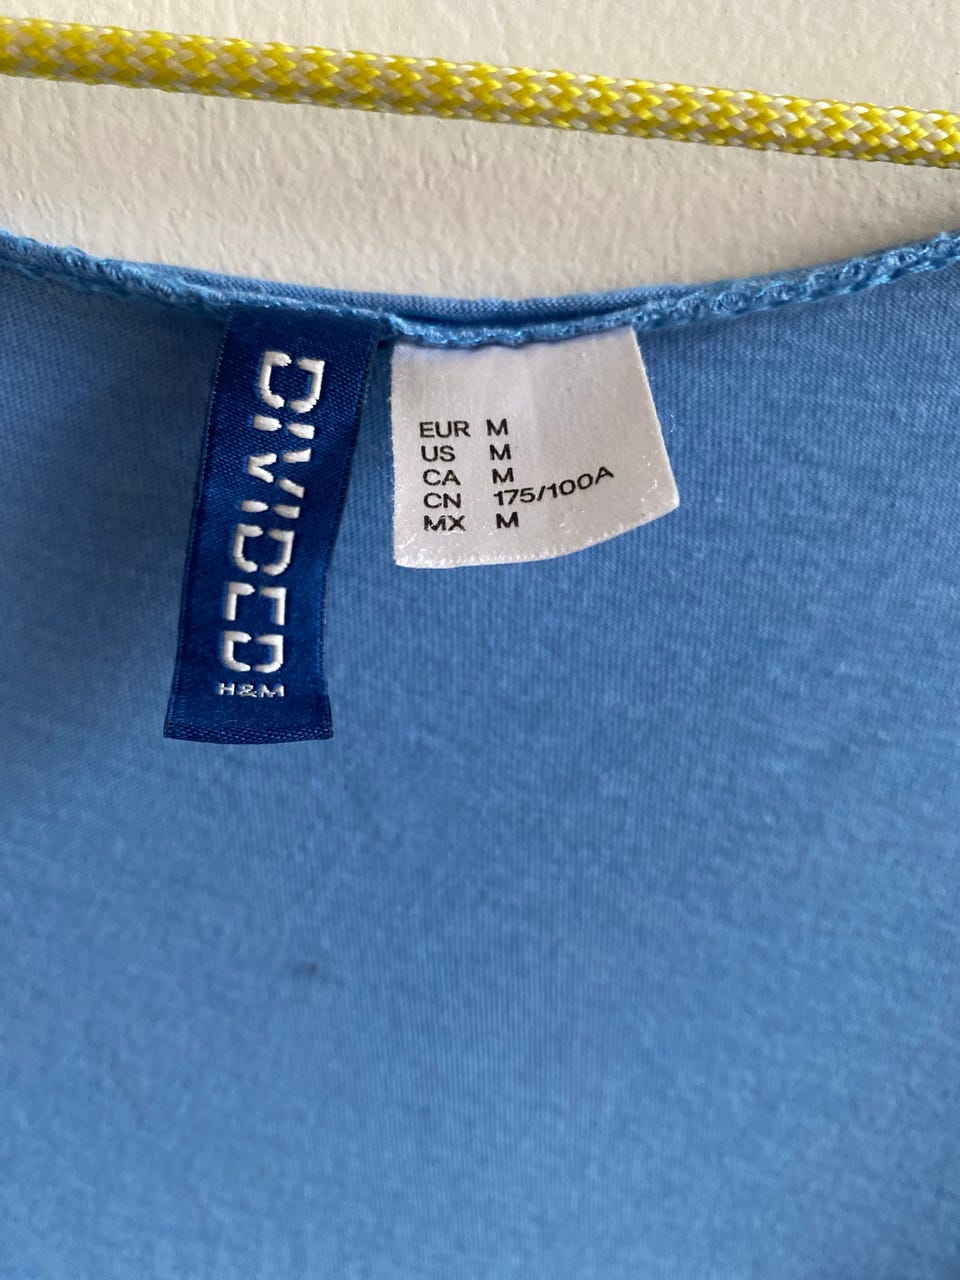 DIVIDED
H&M
EUR M
US M
CA M
CN 175/100A
MX M